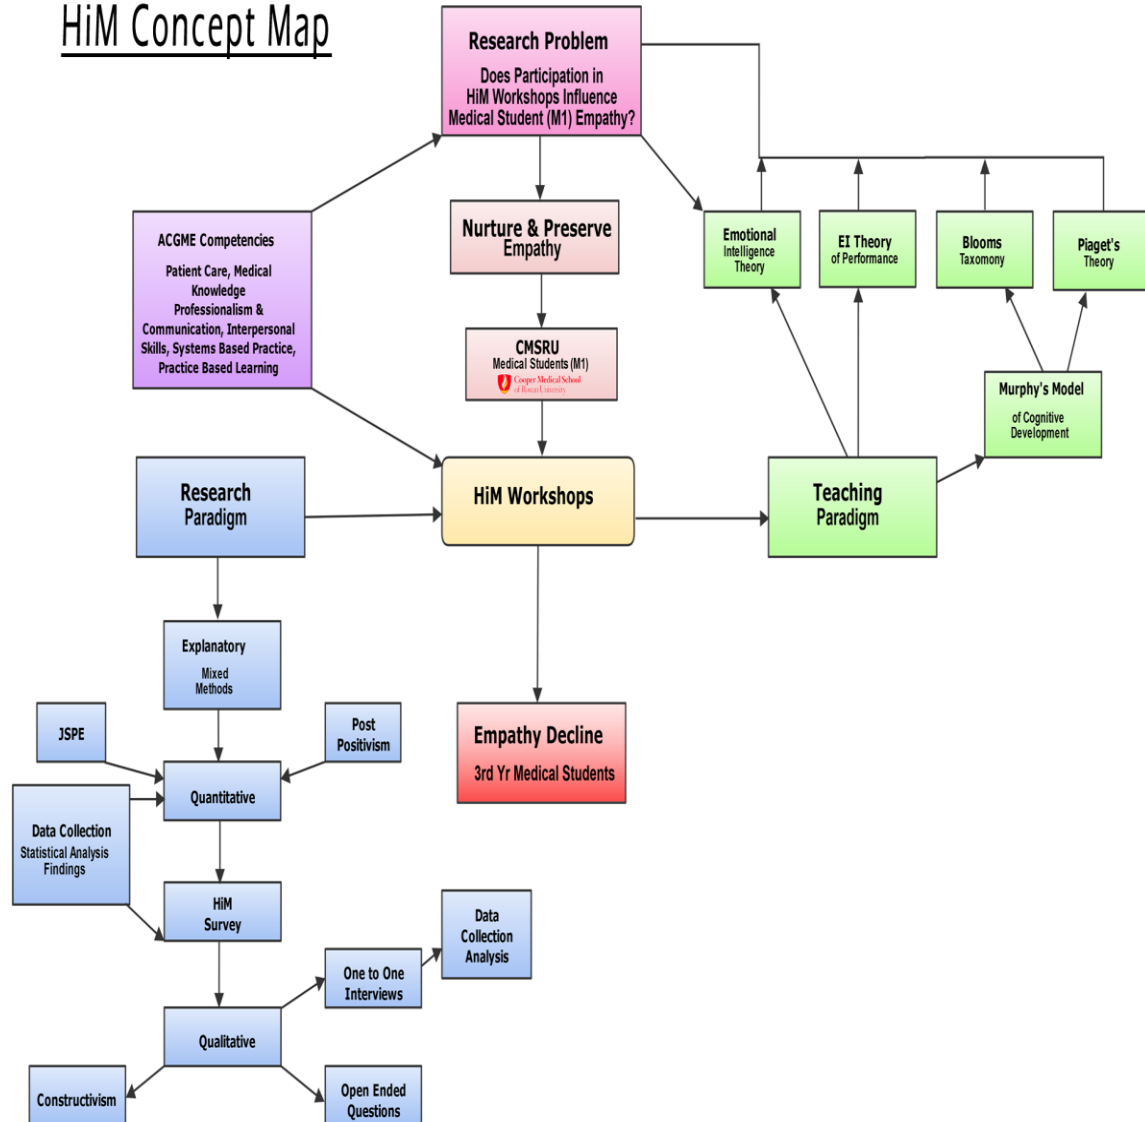 HiM Concept Map
Research Problem
Does Participation in
HiM Workshops Influence
Medical Student (M1) Empathy?
ACGME Competencies
Patient Care, Medical
Knowledge
Professionalism &
Communication, Interpersonal
Skills, Systems Based Practice,
Practice Based Learning
Nurture & Preserve
Empathy
Emotional
Intelligence
Theory
EI Theory
of Performance
Blooms
Taxomony
Piaget's
Theory
CMSRU
Medical Students (M1)
Cooper Medical School
of Rowan University
Murphy's Model
of Cognitive
Development
Research
Paradigm
HiM Workshops
Teaching
Paradigm
Explanatory
Mixed
Methods
JSPE
Post
Positivism
Empathy Decline
3rd Yr Medical Students
Quantitative
Data Collection
Statistical Analysis
Findings
HiM
Survey
Data
Collection
Analysis
One to One
Interviews
Qualitative
Constructivism
Open Ended
Questions